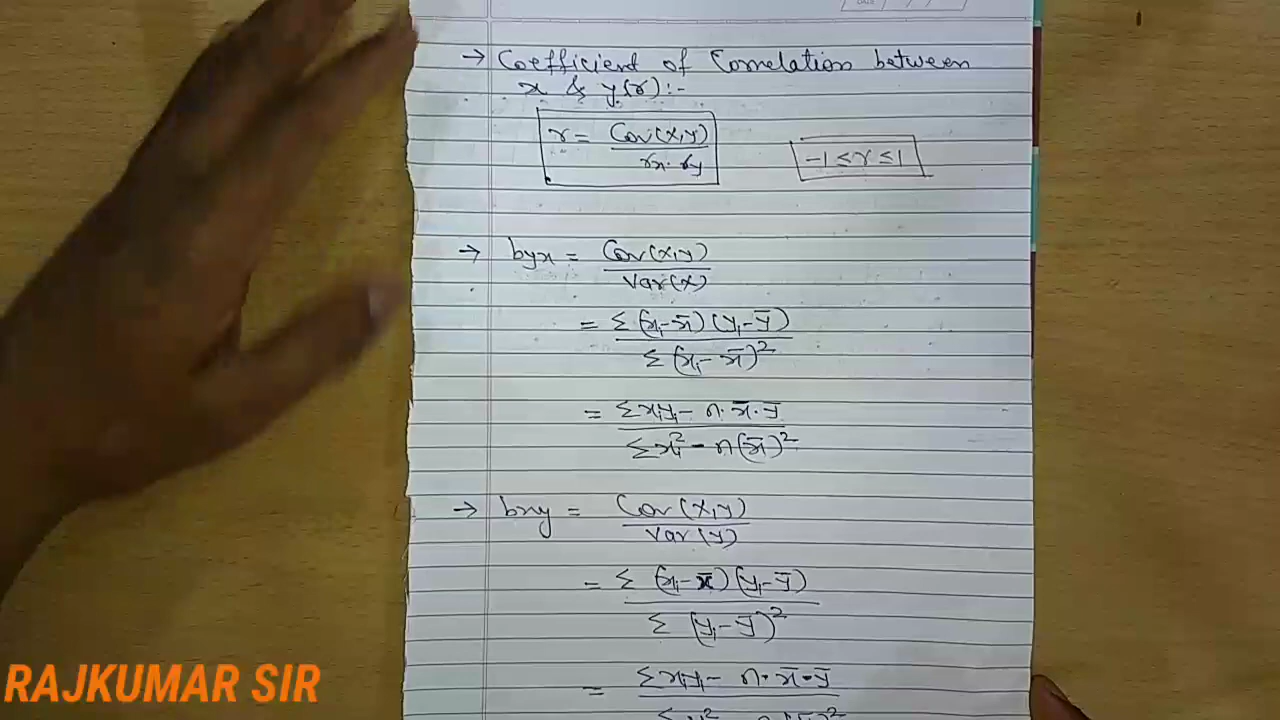 → Coefficient of Correlation between
x & y(r):-
r = Cov(x,y) / σx · σy
-1 ≤ r ≤ 1
→ byx = Cov(x,y) / Var(x)
= Σ(xi - x̄)(yi - ȳ) / Σ(xi - x̄)²
= Σxiyi - n·x̄·ȳ / Σxi² - n(x̄)²
→ bxy = Cov(x,y) / Var(y)
= Σ(xi - x̄)(yi - ȳ) / Σ(yi - ȳ)²
= Σxiyi - n·x̄·ȳ
RAJKUMAR SIR